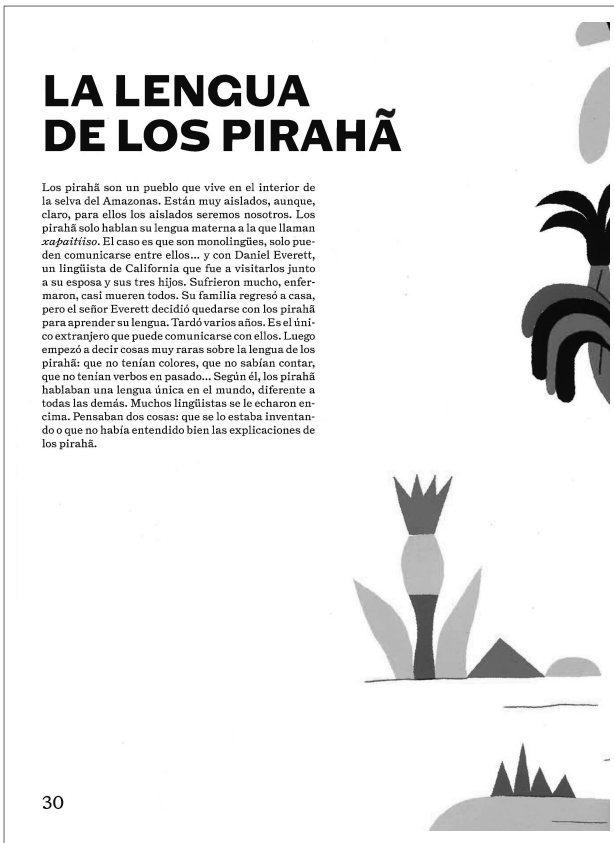 LA LENGUA
DE LOS PIRAHÃ
Los pirahã son un pueblo que vive en el interior de
la selva del Amazonas. Están muy aislados, aunque,
claro, para ellos los aislados seremos nosotros. Los
pirahã solo hablan su lengua materna a la que llaman
xapaitíiso. El caso es que son monolingües, solo pue-
den comunicarse entre ellos... y con Daniel Everett,
un lingüista de California que fue a visitarlos junto
a su esposa y sus tres hijos. Sufrieron mucho, enfer-
maron, casi mueren todos. Su familia regresó a casa,
pero el señor Everett decidió quedarse con los pirahã
para aprender su lengua. Tardó varios años. Es el úni-
co extranjero que puede comunicarse con ellos. Luego
empezó a decir cosas muy raras sobre la lengua de los
pirahã: que no tenían colores, que no sabían contar,
que no tenían verbos en pasado... Según él, los pirahã
hablaban una lengua única en el mundo, diferente a
todas las demás. Muchos lingüistas se le echaron en-
cima. Pensaban dos cosas: que se lo estaba inventan-
do o que no había entendido bien las explicaciones de
los pirahã.
30